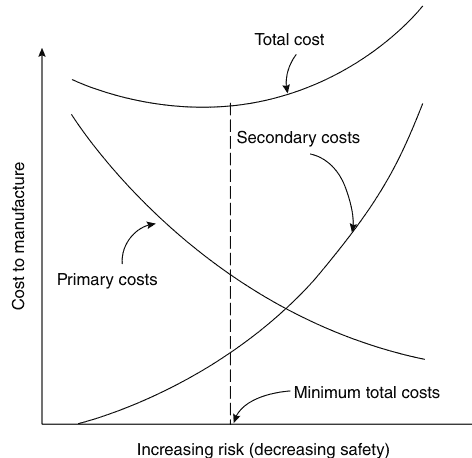 Total cost
Secondary costs
Cost to manufacture
Primary costs
Minimum total costs
Increasing risk (decreasing safety)